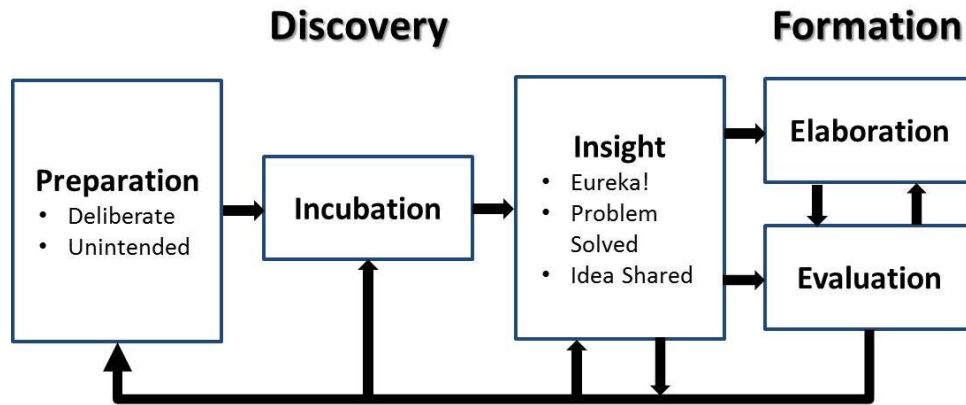 Discovery
Formation
Preparation
• Deliberate
• Unintended
Incubation
Insight
• Eureka!
• Problem
Solved
• Idea Shared
Elaboration
Evaluation